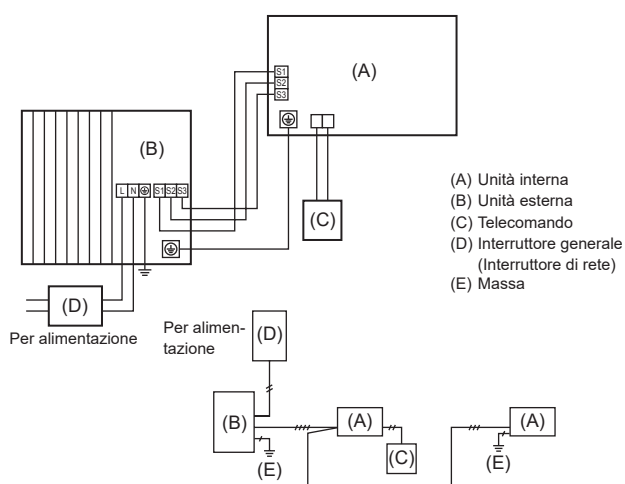 (A)
S1
S2
S3
(B)
L N S1 S2 S3
(C)
(D)
Per alimentazione
(A) Unità interna
(B) Unità esterna
(C) Telecomando
(D) Interruttore generale
(Interruttore di rete)
(E) Massa
Per alimen-
tazione
(D)
(B)
(A)
(C)
(E)
(A)
(E)